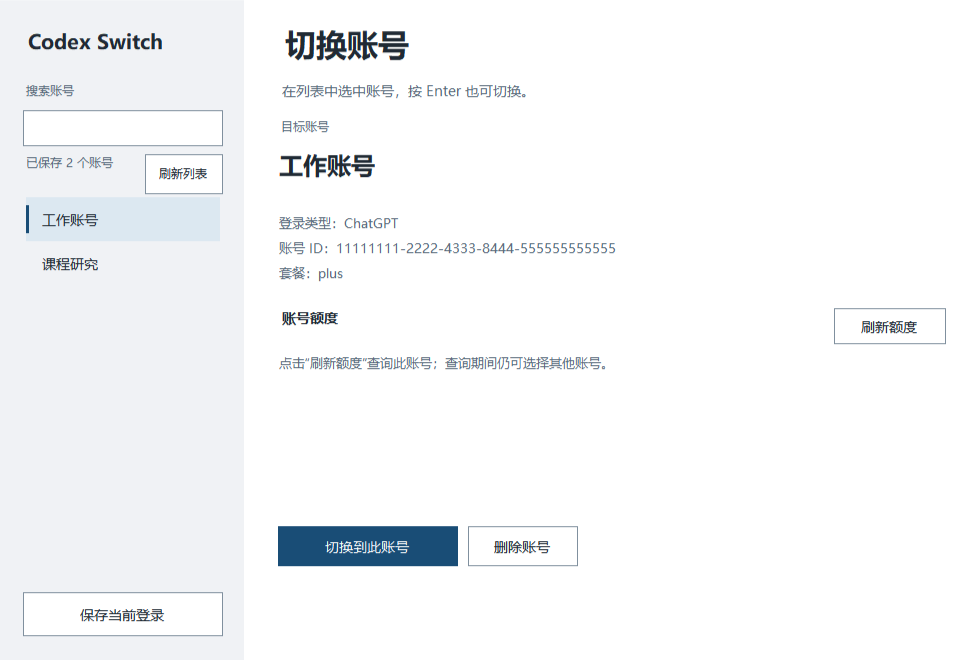 Codex Switch
搜索账号
已保存 2 个账号
刷新列表
工作账号
课程研究
保存当前登录
切换账号
在列表中选中账号，按 Enter 也可切换。
目标账号
工作账号
登录类型：ChatGPT
账号 ID：11111111-2222-4333-8444-555555555555
套餐：plus
账号额度
刷新额度
点击“刷新额度”查询此账号；查询期间仍可选择其他账号。
切换到此账号
删除账号